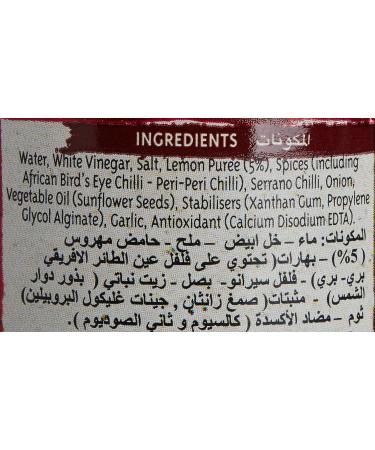 INGREDIENTS المكونات
Water, White Vinegar, Salt, Lemon Puree (5%), Spices (including
African Bird's Eye Chilli - Peri-Peri Chilli), Serrano Chilli, Onion,
Vegetable Oil (Sunflower Seeds), Stabilisers (Xanthan Gum, Propylene
Glycol Alginate), Garlic, Antioxidant (Calcium Disodium EDTA).
المكونات: ماء – خل ابيض – ملح – حامض مهروس
(5%) – بهارات( تحتوي على فلفل عين الطائر الأفريقي
بري- بري) – فلفل سيرانو- بصل – زيت نباتي ( بذور دوار
الشمس) – مثبتات( صمغ زانثان , جينات غليكول البروبيلين)
ثوم – مضاد الأكسدة ( كالسيوم و ثاني الصوديوم ).